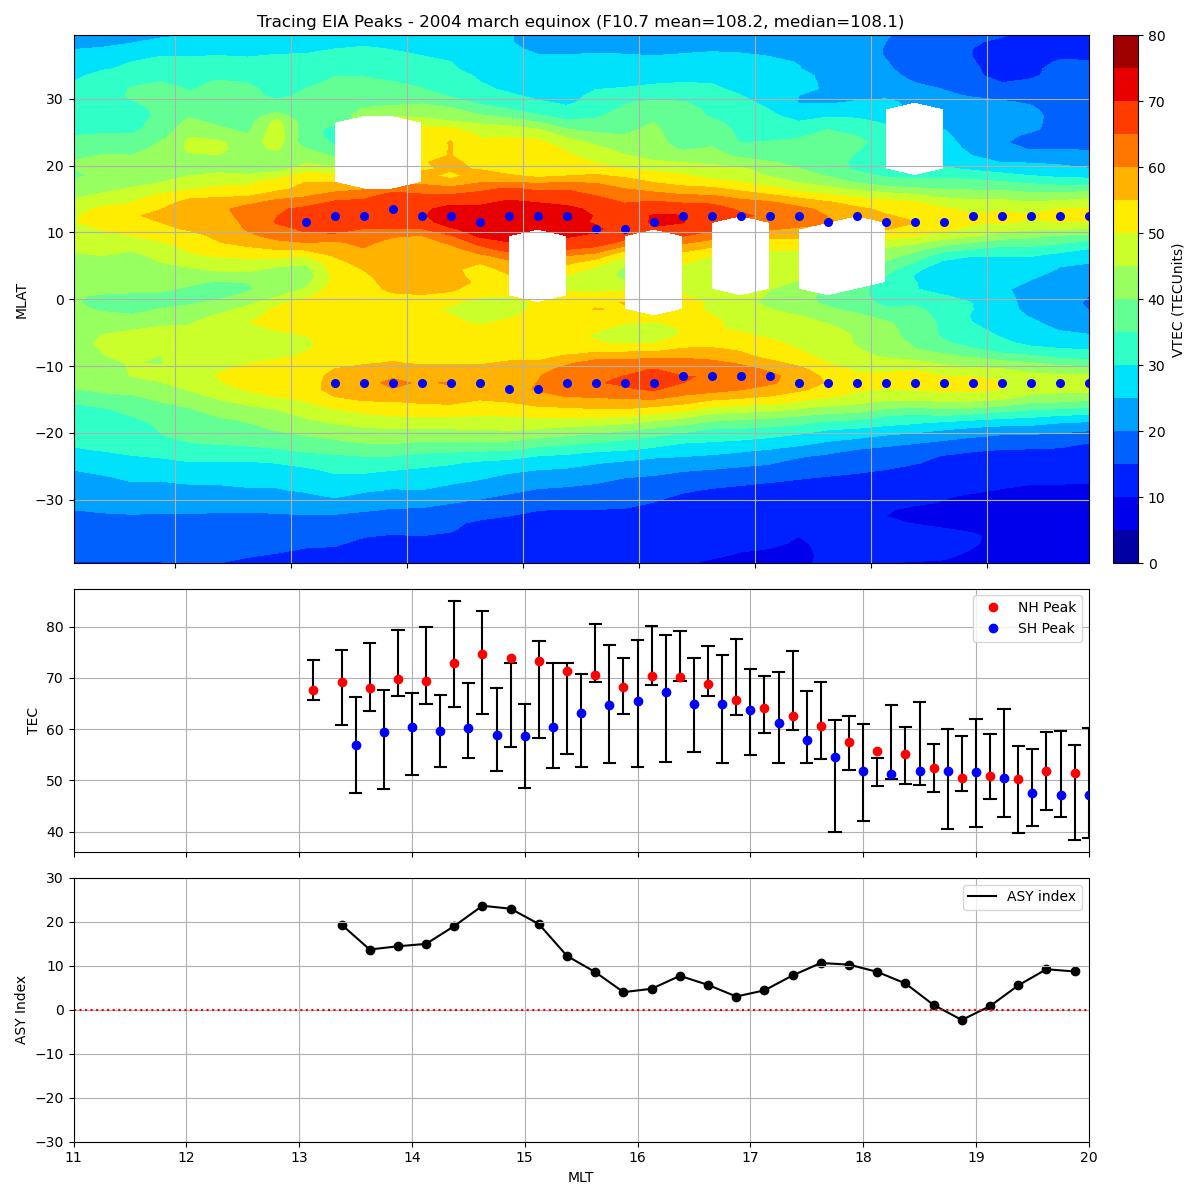 Tracing EIA Peaks - 2004 march equinox (F10.7 mean=108.2, median=108.1)
30
20
10
0
−10
−20
−30
MLAT
80
70
60
50
40
30
20
10
0
VTEC (TECUnits)
80
70
60
50
40
TEC
NH Peak
SH Peak
30
20
10
0
−10
−20
−30
ASY Index
ASY index
11 12 13 14 15 16 17 18 19 20
MLT